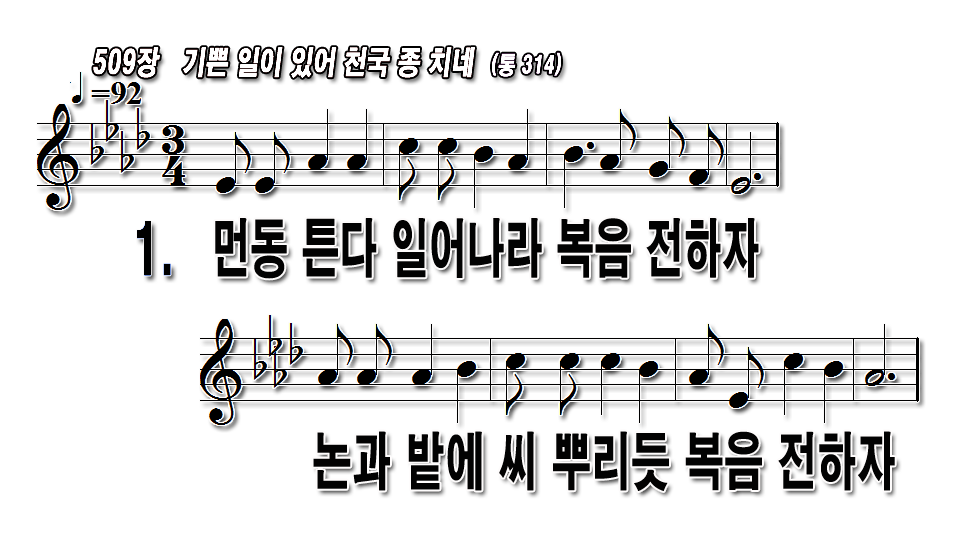 509장 기쁜 일이 있어 천국 종 치네 (통 314)
♩=92
3/4
1. 먼동 튼다 일어나라 복음 전하자
논과 밭에 씨 뿌리듯 복음 전하자